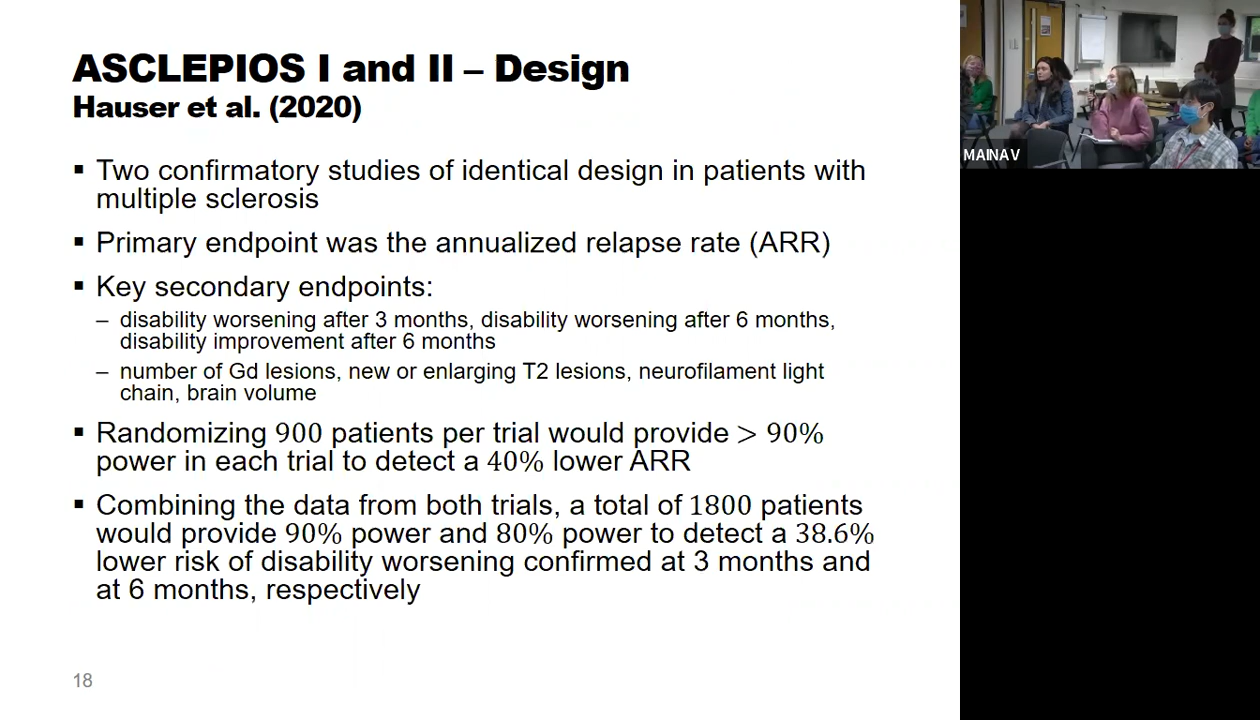 ASCLEPIOS I and II – Design
Hauser et al. (2020)
▪ Two confirmatory studies of identical design in patients with
multiple sclerosis
▪ Primary endpoint was the annualized relapse rate (ARR)
▪ Key secondary endpoints:
– disability worsening after 3 months, disability worsening after 6 months,
disability improvement after 6 months
– number of Gd lesions, new or enlarging T2 lesions, neurofilament light
chain, brain volume
▪ Randomizing 900 patients per trial would provide > 90%
power in each trial to detect a 40% lower ARR
▪ Combining the data from both trials, a total of 1800 patients
would provide 90% power and 80% power to detect a 38.6%
lower risk of disability worsening confirmed at 3 months and
at 6 months, respectively
18
MAINA V